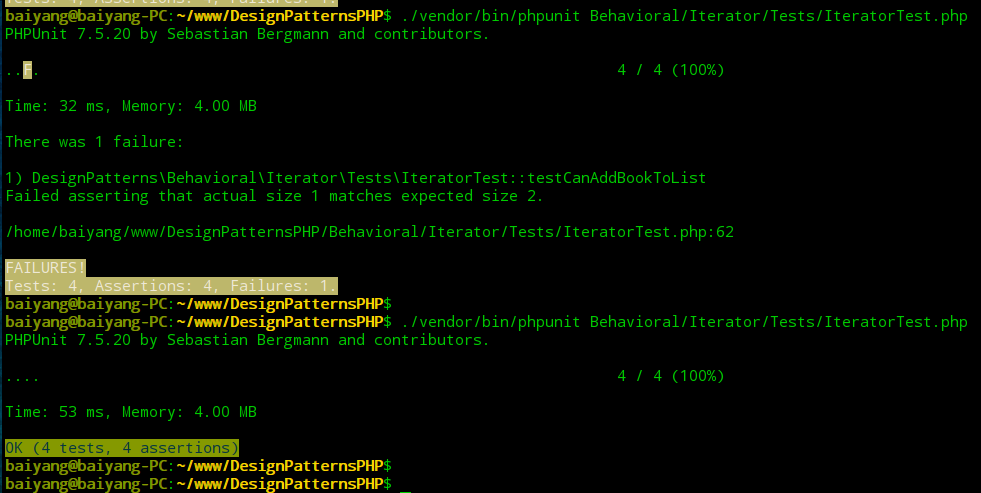 Tests: 4, Assertions: 4, Failures: 1.
baiyang@baiyang-PC:~/www/DesignPatternsPHP$ ./vendor/bin/phpunit Behavioral/Iterator/Tests/IteratorTest.php
PHPUnit 7.5.20 by Sebastian Bergmann and contributors.
..F. 4 / 4 (100%)
Time: 32 ms, Memory: 4.00 MB
There was 1 failure:
1) DesignPatterns\Behavioral\Iterator\Tests\IteratorTest::testCanAddBookToList
Failed asserting that actual size 1 matches expected size 2.
/home/baiyang/www/DesignPatternsPHP/Behavioral/Iterator/Tests/IteratorTest.php:62
FAILURES!
Tests: 4, Assertions: 4, Failures: 1.
baiyang@baiyang-PC:~/www/DesignPatternsPHP$
baiyang@baiyang-PC:~/www/DesignPatternsPHP$ ./vendor/bin/phpunit Behavioral/Iterator/Tests/IteratorTest.php
PHPUnit 7.5.20 by Sebastian Bergmann and contributors.
.... 4 / 4 (100%)
Time: 53 ms, Memory: 4.00 MB
OK (4 tests, 4 assertions)
baiyang@baiyang-PC:~/www/DesignPatternsPHP$
baiyang@baiyang-PC:~/www/DesignPatternsPHP$